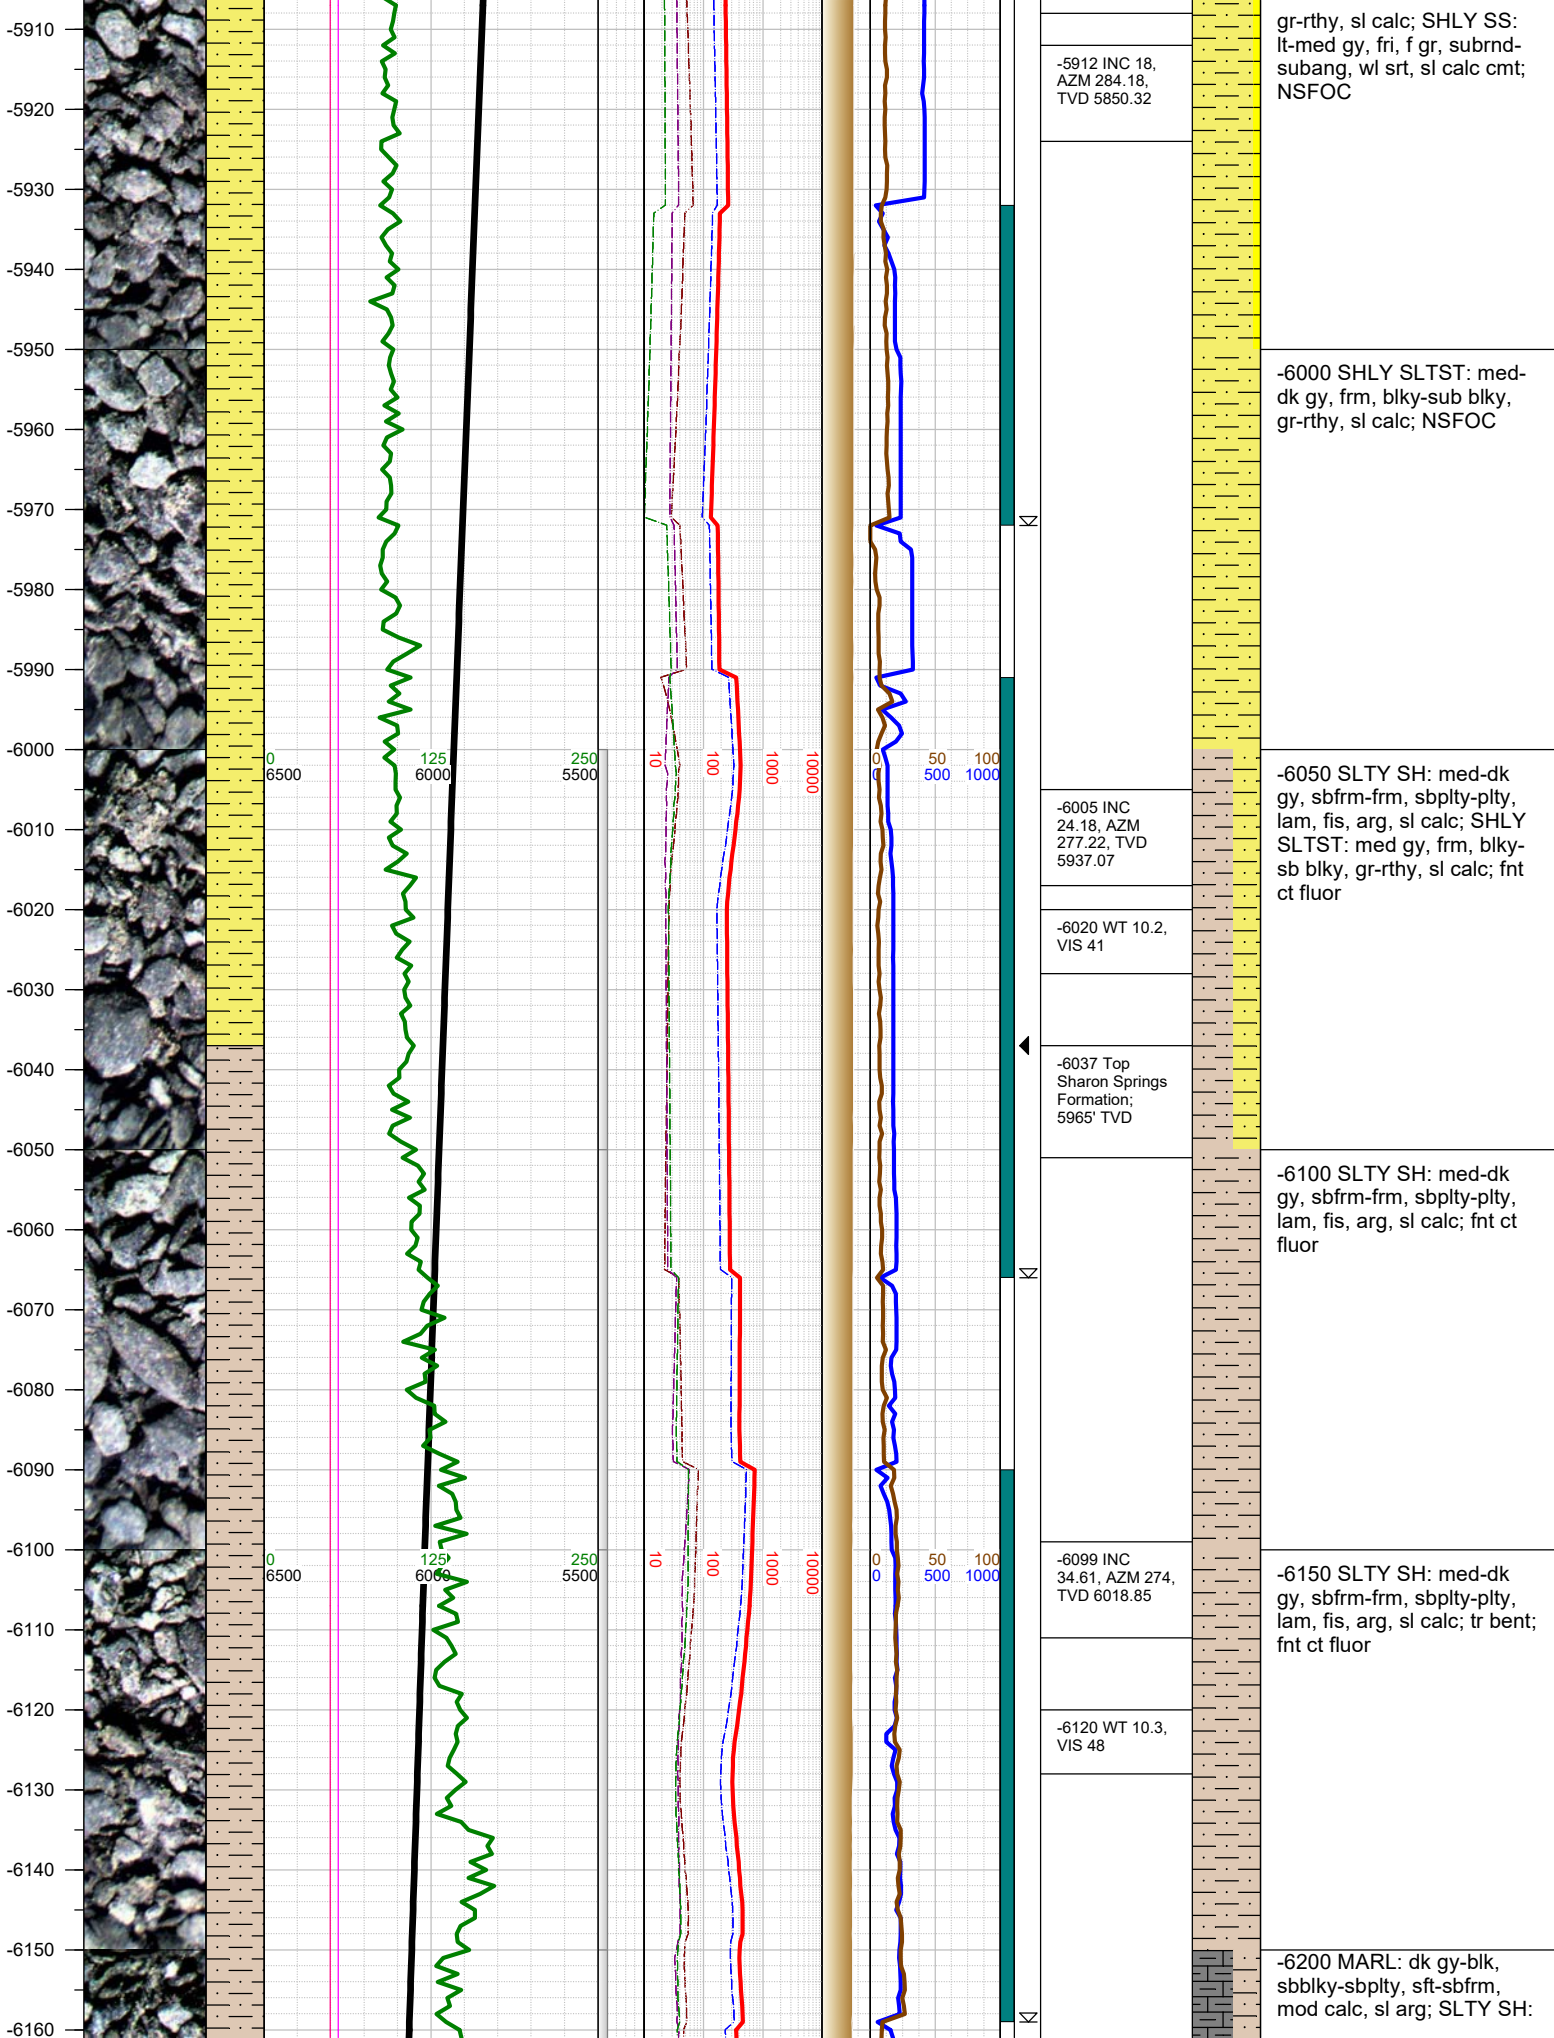 -5910
-5920
-5930
-5940
-5950
-5960
-5970
-5980
-5990
-6000
-6010
-6020
-6030
-6040
-6050
-6060
-6070
-6080
-6090
-6100
-6110
-6120
-6130
-6140
-6150
-6160
0 125 250
6500 6000 5500
10 100 1000 10000
0 50 100
0 500 1000
0 125 250
6500 6000 5500
10 100 1000 10000
0 50 100
0 500 1000
-5912 INC 18,
AZM 284.18,
TVD 5850.32
-6005 INC
24.18, AZM
277.22, TVD
5937.07
-6020 WT 10.2,
VIS 41
-6037 Top
Sharon Springs
Formation;
5965' TVD
-6099 INC
34.61, AZM 274,
TVD 6018.85
-6120 WT 10.3,
VIS 48
gr-rthy, sl calc; SHLY SS:
lt-med gy, fri, f gr, subrnd-
subang, wl srt, sl calc cmt;
NSFOC
-6000 SHLY SLTST: med-
dk gy, frm, blky-sub blky,
gr-rthy, sl calc; NSFOC
-6050 SLTY SH: med-dk
gy, sbfrm-frm, sbplty-plty,
lam, fis, arg, sl calc; SHLY
SLTST: med gy, frm, blky-
sb blky, gr-rthy, sl calc; fnt
ct fluor
-6100 SLTY SH: med-dk
gy, sbfrm-frm, sbplty-plty,
lam, fis, arg, sl calc; fnt ct
fluor
-6150 SLTY SH: med-dk
gy, sbfrm-frm, sbplty-plty,
lam, fis, arg, sl calc; tr bent;
fnt ct fluor
-6200 MARL: dk gy-blk,
sbblky-sbplty, sft-sbfrm,
mod calc, sl arg; SLTY SH: